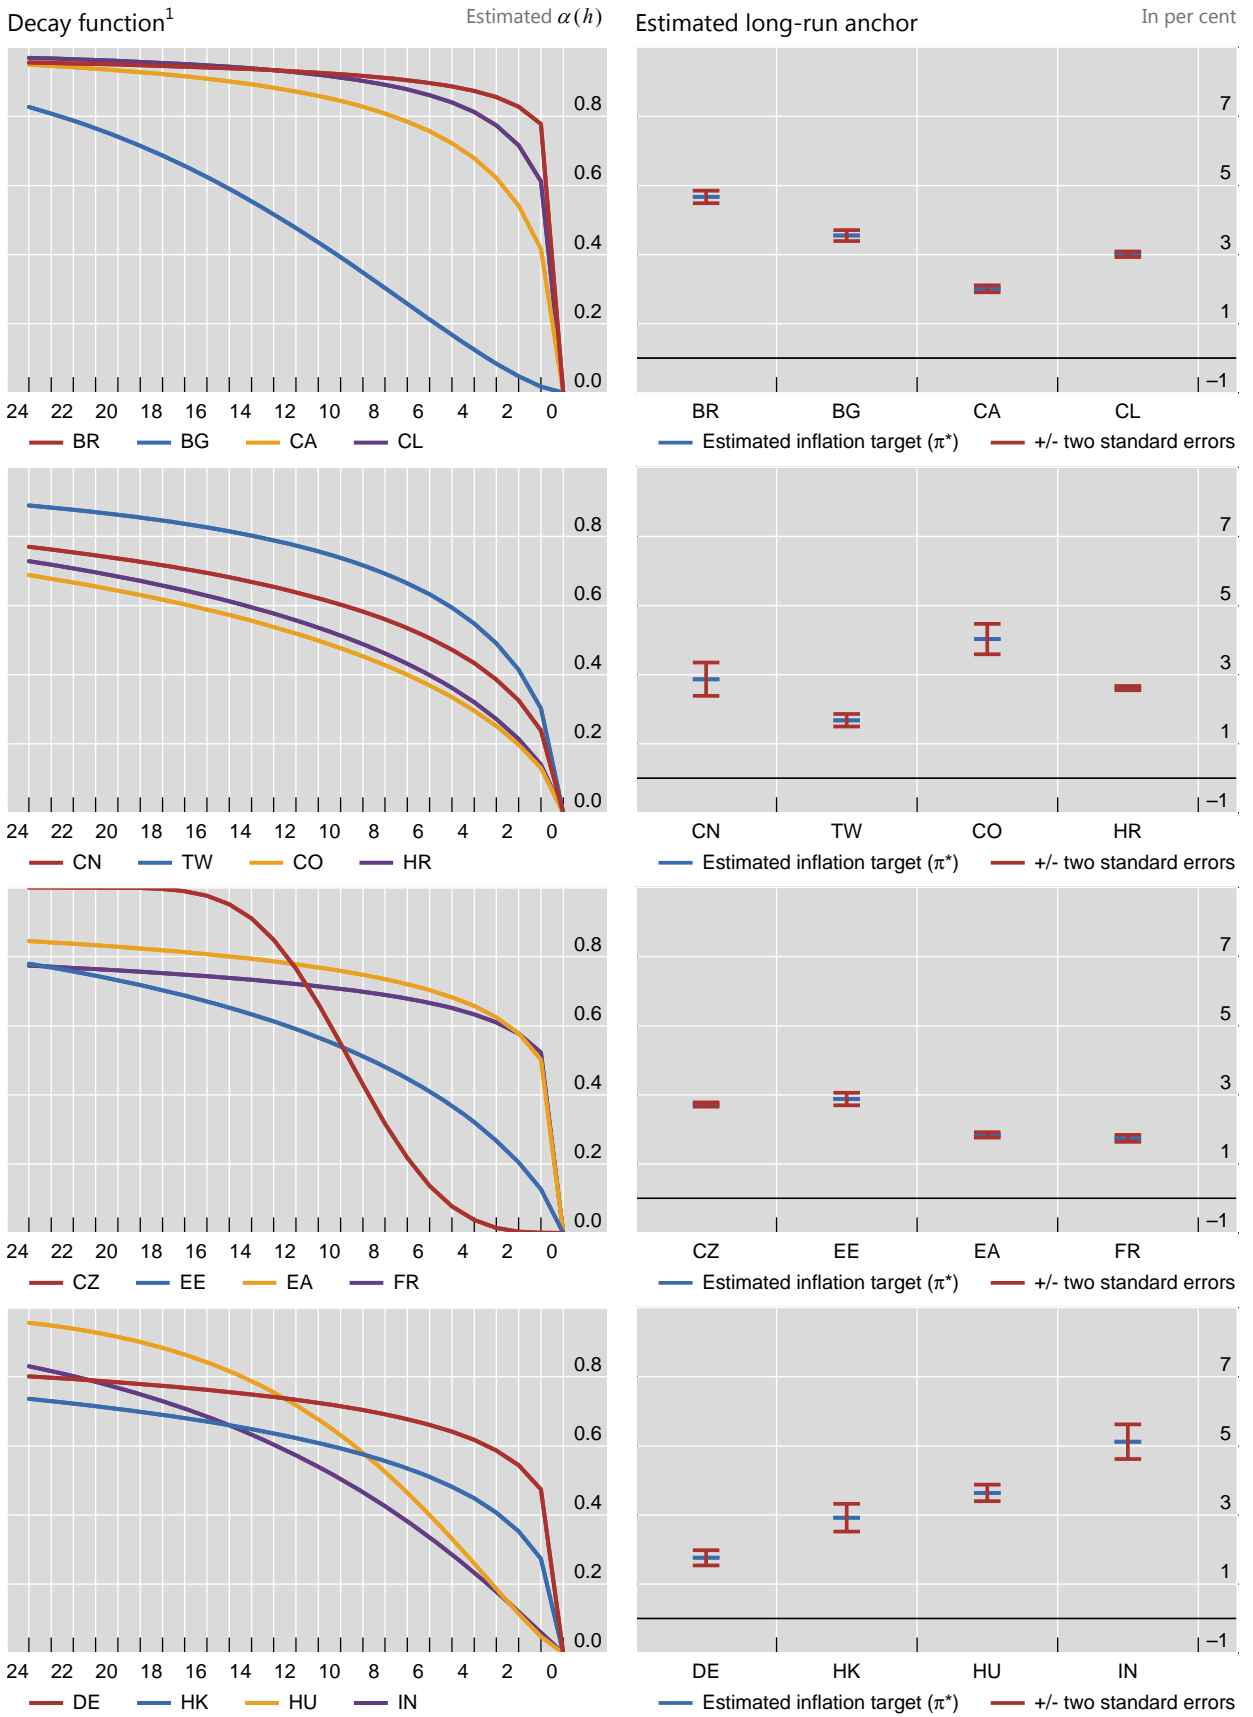 Decay function1 Estimated α(h)
0.8
0.6
0.4
0.2
0.0
24 22 20 18 16 14 12 10 8 6 4 2 0
BR BG CA CL
Estimated long-run anchor In per cent
7
5
3
1
–1
BR BG CA CL
Estimated inflation target (π*) +/- two standard errors
0.8
0.6
0.4
0.2
0.0
24 22 20 18 16 14 12 10 8 6 4 2 0
CN TW CO HR
7
5
3
1
–1
CN TW CO HR
Estimated inflation target (π*) +/- two standard errors
0.8
0.6
0.4
0.2
0.0
24 22 20 18 16 14 12 10 8 6 4 2 0
CZ EE EA FR
7
5
3
1
–1
CZ EE EA FR
Estimated inflation target (π*) +/- two standard errors
0.8
0.6
0.4
0.2
0.0
24 22 20 18 16 14 12 10 8 6 4 2 0
DE HK HU IN
7
5
3
1
–1
DE HK HU IN
Estimated inflation target (π*) +/- two standard errors